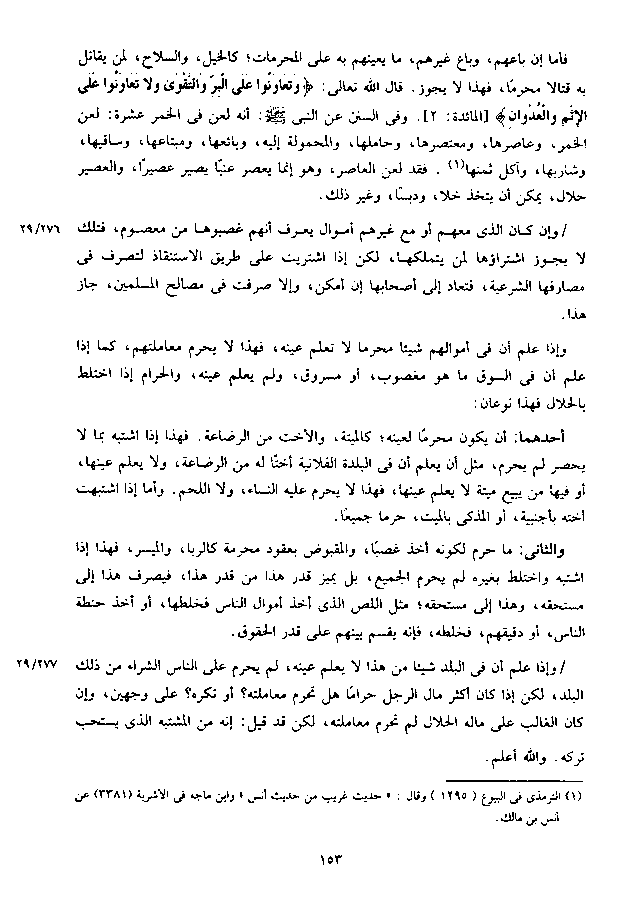 فأما إن باعهم، وباع غيرهم، ما يعينهم به على المحرمات؛ كالخيل، والسلاح، لمن يقاتل
به قتالا محرمًا، فهذا لا يجوز. قال الله تعالى: ﴿وَتَعَاوَنُوا عَلَى الْبِرِّ وَالتَّقْوَىٰ وَلا تَعَاوَنُوا عَلَى
الإِثْمِ وَالْعُدْوَانِ﴾ [المائدة: ٢]. وفى السنن عن النبى ﷺ: أنه لعن فى الخمر عشرة: لعن
الخمر، وعاصرها، ومعتصرها، وحاملها، والمحمولة إليه، وبائعها، ومبتاعها، وساقيها،
وشاربها، وآكل ثمنها(١) . فقد لعن العاصر، وهو إنما يعصر عنبًا يصير عصيرًا، والعصير
حلال، يمكن أن يتخذ خلا، ودبسًا، وغير ذلك.
٢٩/٢٧٦ / وإن كان الذى معهم أو مع غيرهم أموال يعرف أنهم غصبوها من معصوم، فتلك
لا يجوز اشتراؤها لمن يتملكها، لكن إذا اشتريت على طريق الاستنقاذ لتصرف فى
مصارفها الشرعية، فتعاد إلى أصحابها إن أمكن، وإلا صرفت فى مصالح المسلمين، جاز
هذا.
وإذا علم أن فى أموالهم شيئا محرما لا تعلم عينه، فهذا لا يحرم معاملتهم، كما إذا
علم أن فى السوق ما هو مغصوب، أو مسروق، ولم يعلم عينه، والحرام إذا اختلط
بالحلال فهذا نوعان:
أحدهما: أن يكون محرمًا لعينه؛ كالميتة، والأخت من الرضاعة. فهذا إذا اشتبه بما لا
يحصر لم يحرم، مثل أن يعلم أن فى البلدة الفلانية أختًا له من الرضاعة، ولا يعلم عينها،
أو فيها من يبيع ميتة لا يعلم عينها، فهذا لا يحرم عليه النساء، ولا اللحم. وأما إذا اشتبهت
أخته بأجنبية، أو المذكى بالميت، حرما جميعًا.
والثانى: ما حرم لكونه أخذ غصبًا، والمقبوض بعقود محرمة كالربا، والميسر، فهذا إذا
اشتبه واختلط بغيره لم يحرم الجميع، بل يميز قدر هذا من قدر هذا، فيصرف هذا إلى
مستحقه، وهذا إلى مستحقه؛ مثل اللص الذى أخذ أموال الناس فخلطها، أو أخذ حنطة
الناس، أو دقيقهم، فخلطه، فإنه يقسم بينهم على قدر الحقوق.
٢٩/٢٧٧ / وإذا علم أن فى البلد شيئا من هذا لا يعلم عينه، لم يحرم على الناس الشراء من ذلك
البلد، لكن إذا كان أكثر مال الرجل حرامًا هل تحرم معاملته؟ أو تكره؟ على وجهين، وإن
كان الغالب على ماله الحلال لم تحرم معاملته، لكن قد قيل: إنه من المشتبه الذى يستحب
تركه. والله أعلم.
(١) الترمذى فى البيوع ( ١٢٩٥ ) وقال : « حديث غريب من حديث أنس » وابن ماجه فى الأشربة (٣٣٨١) عن
أنس بن مالك.
١٥٣